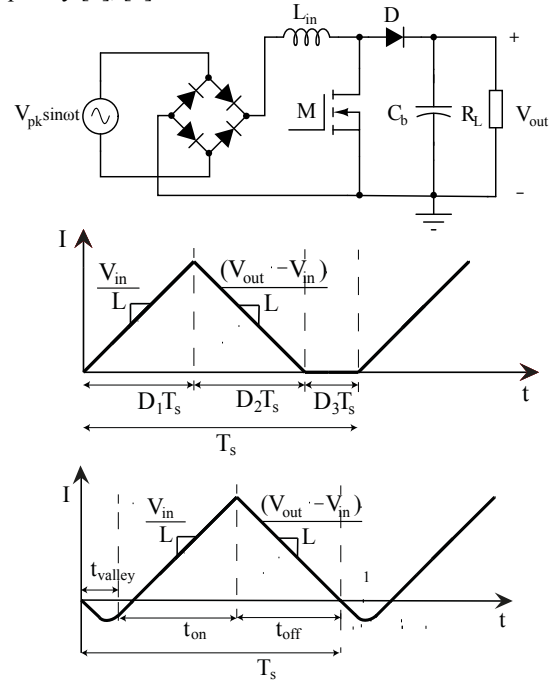 L_in
D
+
V_pk sinωt
M
C_b
R_L
V_out
−
I
V_in
L
(V_out − V_in)
L
D_1T_s
D_2T_s
D_3T_s
t
T_s
I
V_in
L
(V_out − V_in)
L
t_valley
1
t_on
t_off
t
T_s